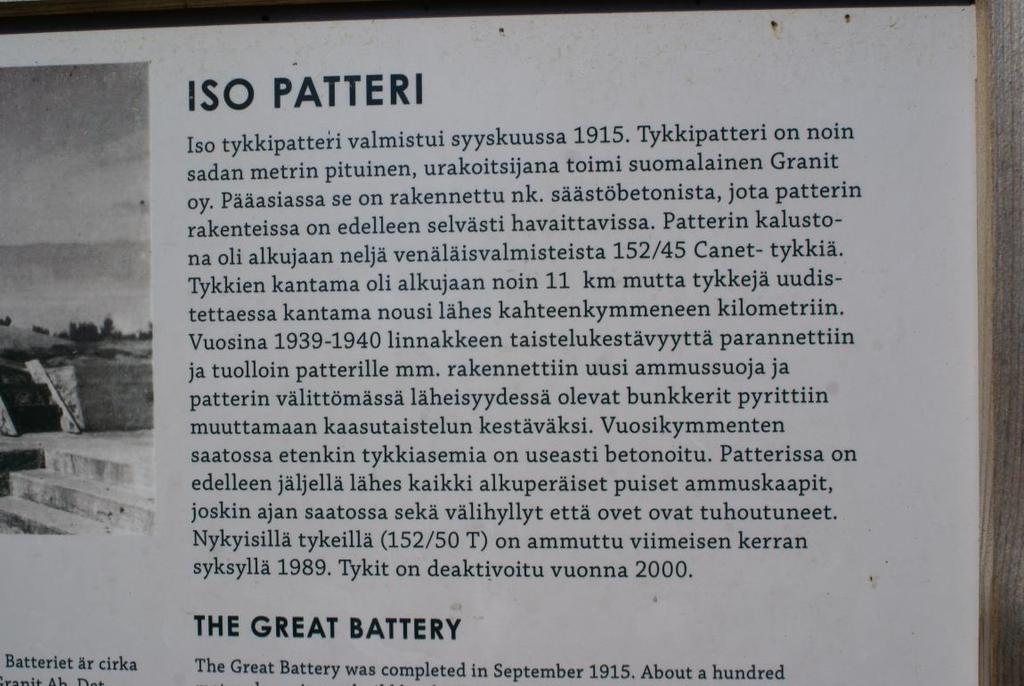 ISO PATTERI
Iso tykkipatteri valmistui syyskuussa 1915. Tykkipatteri on noin
sadan metrin pituinen, urakoitsijana toimi suomalainen Granit
oy. Pääasiassa se on rakennettu nk. säästöbetonista, jota patterin
rakenteissa on edelleen selvästi havaittavissa. Patterin kalusto-
na oli alkujaan neljä venäläisvalmisteista 152/45 Canet- tykkiä.
Tykkien kantama oli alkujaan noin 11 km mutta tykkejä uudis-
tettaessa kantama nousi lähes kahteenkymmeneen kilometriin.
Vuosina 1939-1940 linnakkeen taistelukestävyyttä parannettiin
ja tuolloin patterille mm. rakennettiin uusi ammussuoja ja
patterin välittömässä läheisyydessä olevat bunkkerit pyrittiin
muuttamaan kaasutaistelun kestäväksi. Vuosikymmenten
saatossa etenkin tykkiasemia on useasti betonoitu. Patterissa on
edelleen jäljellä lähes kaikki alkuperäiset puiset ammuskaapit,
joskin ajan saatossa sekä välihyllyt että ovet ovat tuhoutuneet.
Nykyisillä tykeillä (152/50 T) on ammuttu viimeisen kerran
syksyllä 1989. Tykit on deaktivoitu vuonna 2000.
THE GREAT BATTERY
The Great Battery was completed in September 1915. About a hundred
Batteriet är cirka
Granit Ab. Det